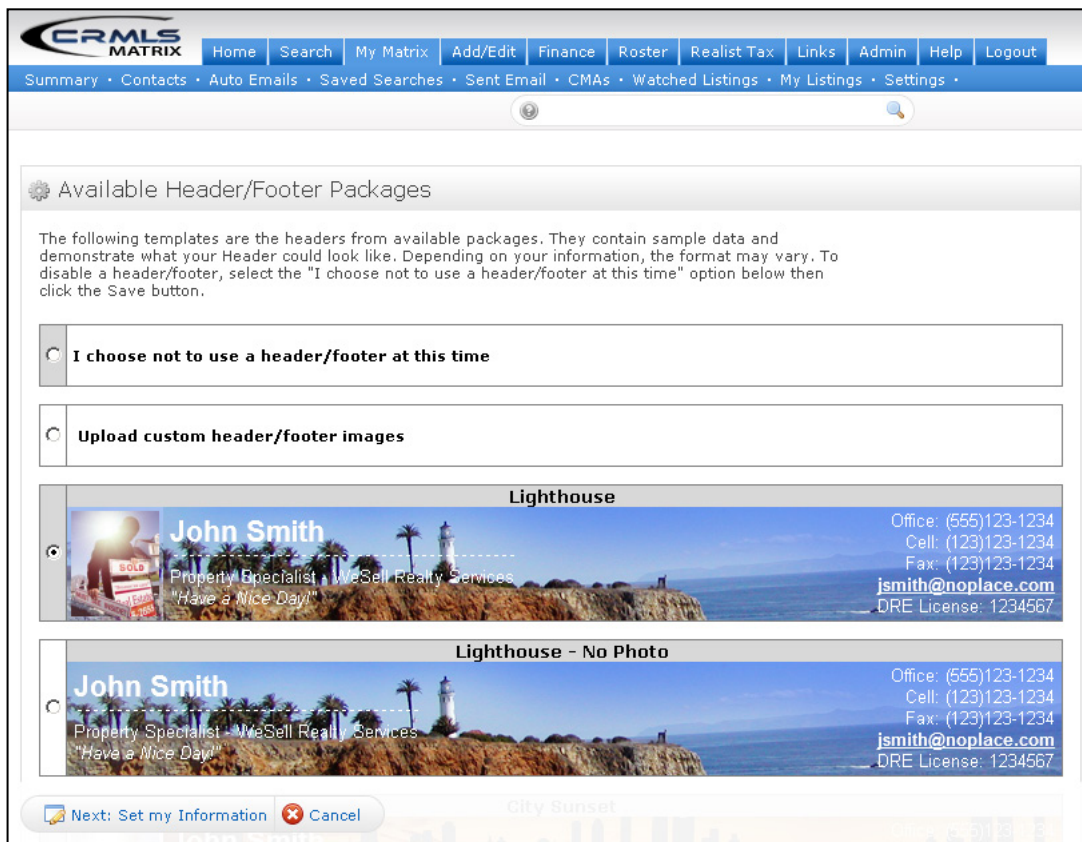 CRMLS
MATRIX
Home Search My Matrix Add/Edit Finance Roster Realist Tax Links Admin Help Logout
Summary • Contacts • Auto Emails • Saved Searches • Sent Email • CMAs • Watched Listings • My Listings • Settings •
Available Header/Footer Packages
The following templates are the headers from available packages. They contain sample data and
demonstrate what your Header could look like. Depending on your information, the format may vary. To
disable a header/footer, select the "I choose not to use a header/footer at this time" option below then
click the Save button.
I choose not to use a header/footer at this time
Upload custom header/footer images
Lighthouse
SOLD
John Smith
Property Specialist - WeSell Realty Services
"Have a Nice Day!"
Office: (555)123-1234
Cell: (123)123-1234
Fax: (123)123-1234
jsmith@noplace.com
DRE License: 1234567
Lighthouse - No Photo
John Smith
Property Specialist - WeSell Realty Services
"Have a Nice Day!"
Office: (555)123-1234
Cell: (123)123-1234
Fax: (123)123-1234
jsmith@noplace.com
DRE License: 1234567
City Sunset
Next: Set my Information Cancel